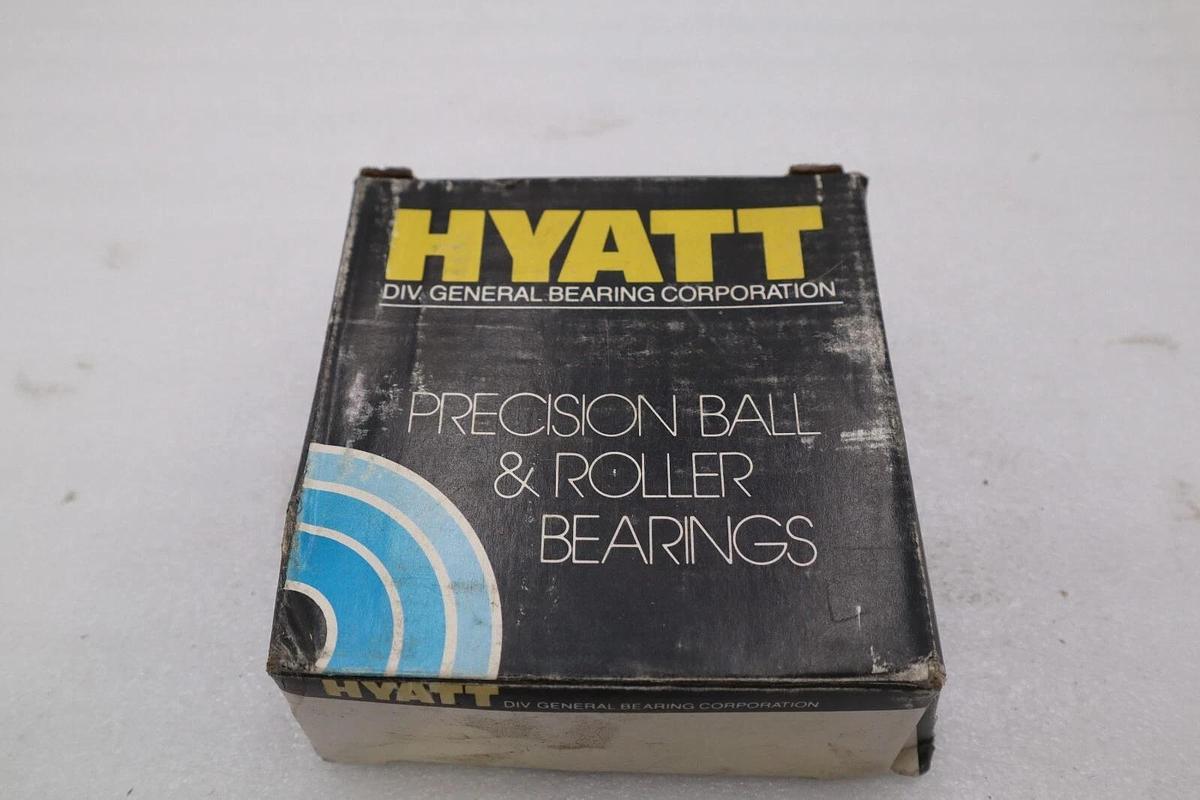 HYATT
DIV. GENERAL BEARING CORPORATION
PRECISION BALL
& ROLLER
BEARINGS
HYATT
DIV GENERAL BEARING CORPORATION